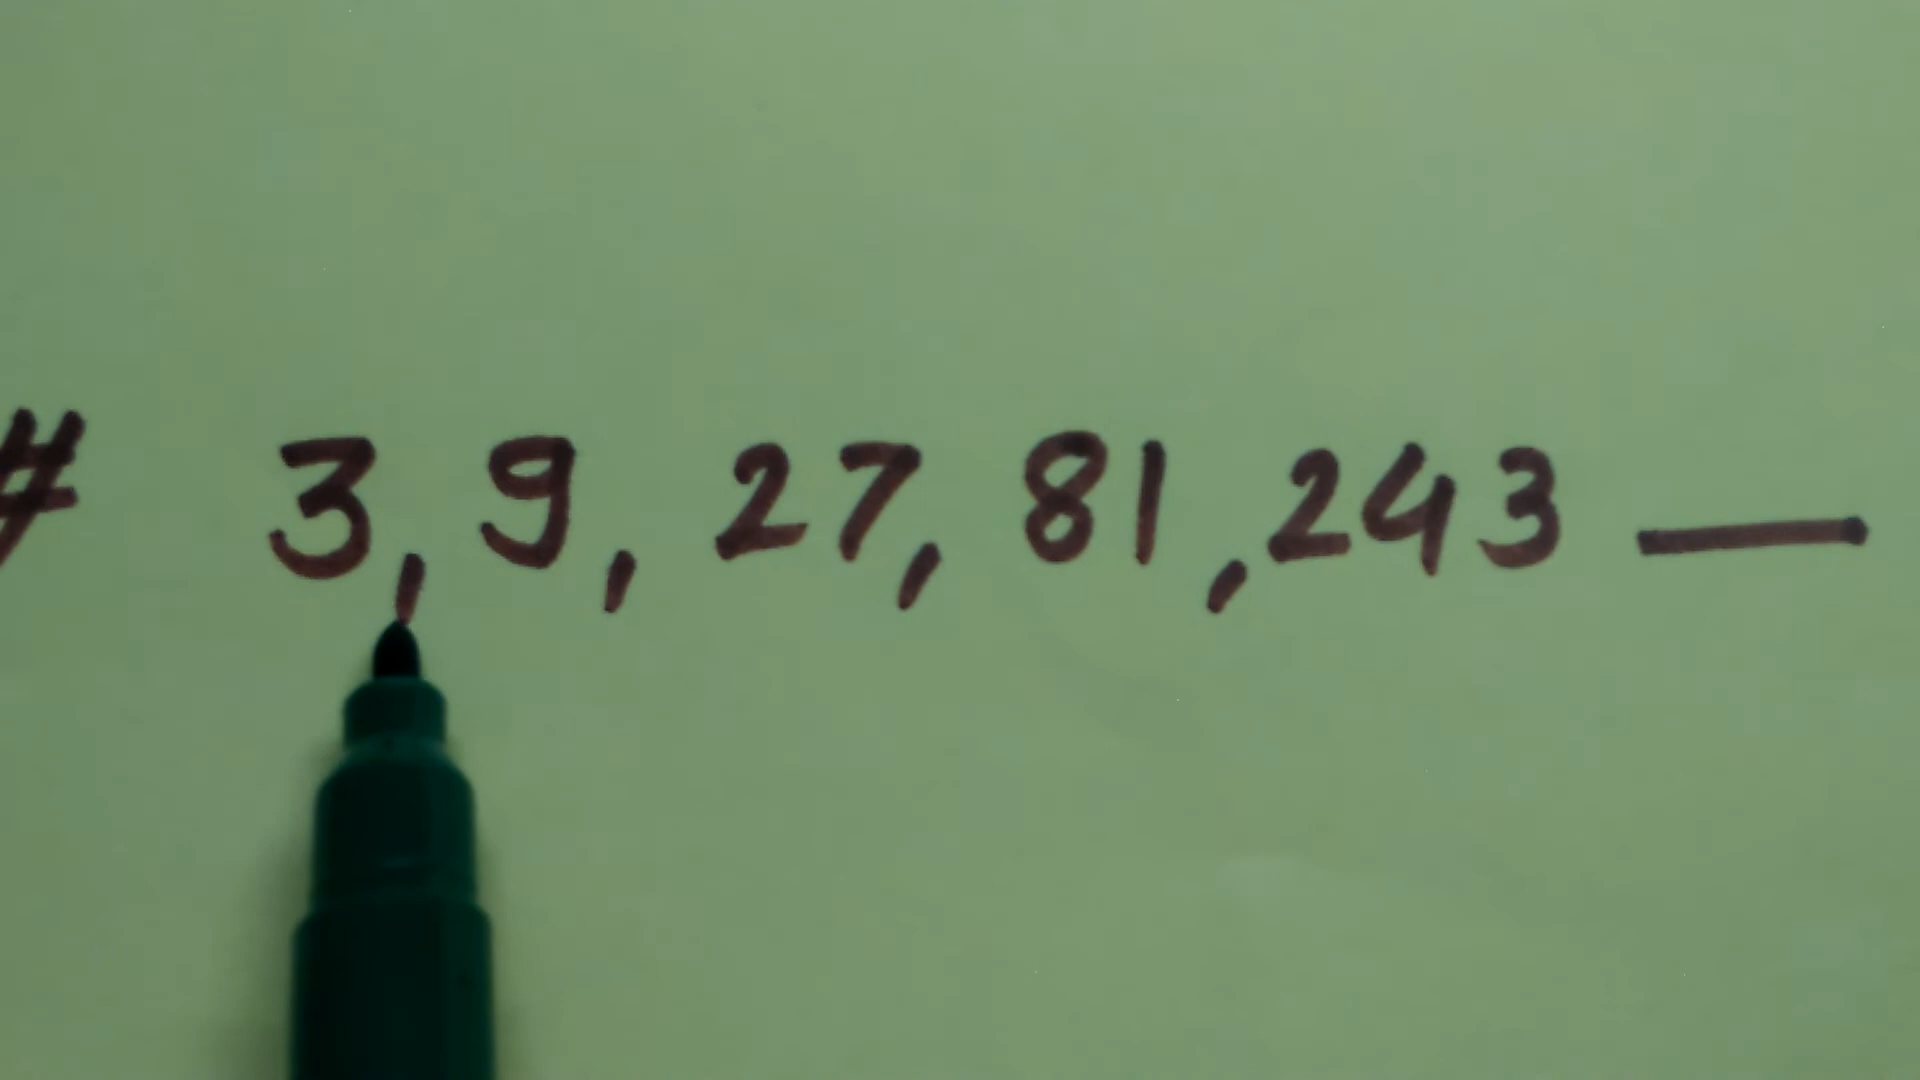 # 3, 9, 27, 81, 243 —